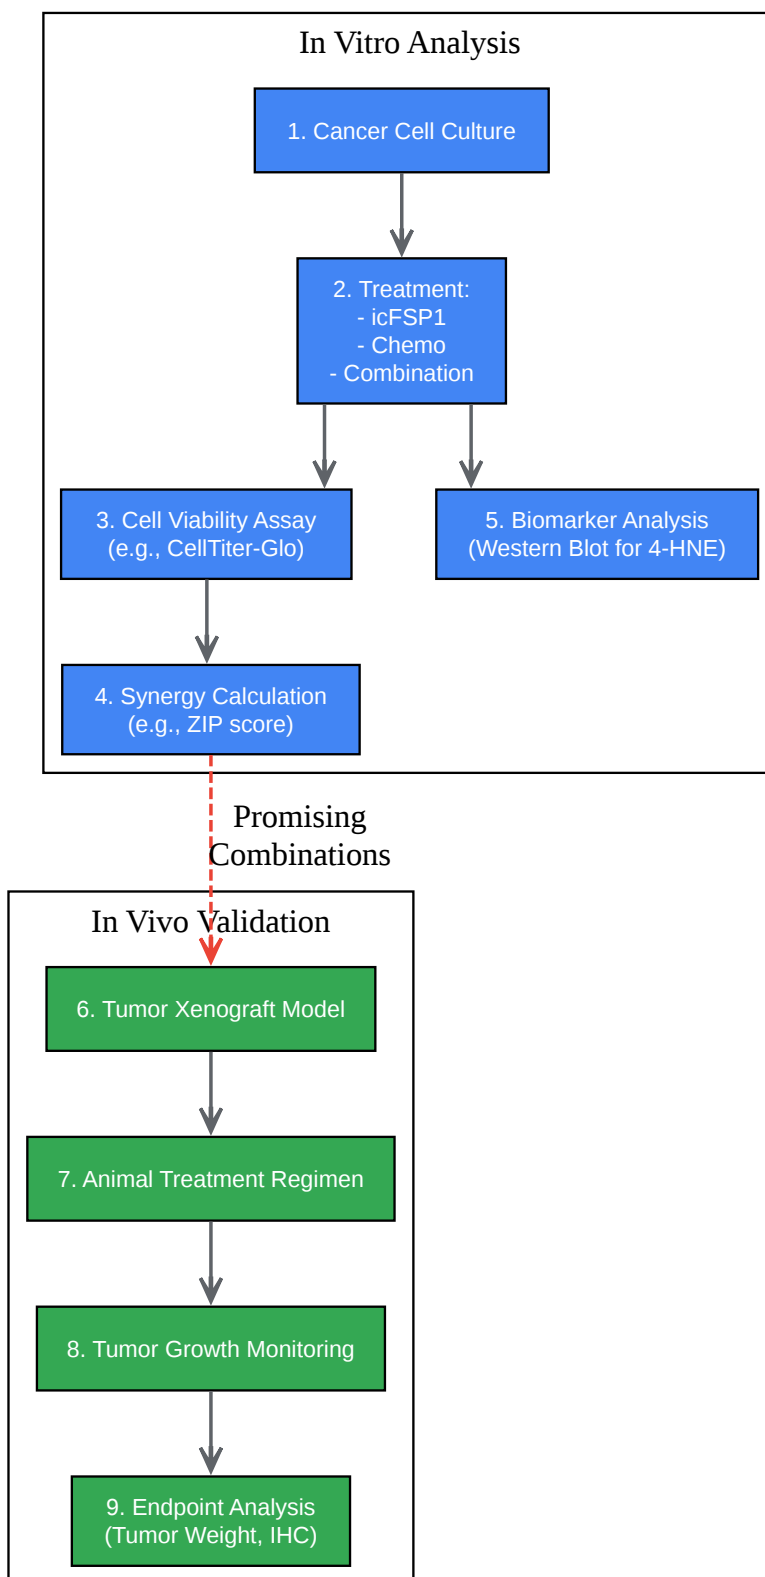 In Vitro Analysis
1. Cancer Cell Culture
2. Treatment:
- icFSP1
- Chemo
- Combination
3. Cell Viability Assay
(e.g., CellTiter-Glo)
5. Biomarker Analysis
(Western Blot for 4-HNE)
4. Synergy Calculation
(e.g., ZIP score)
Promising
Combinations
In Vivo Validation
6. Tumor Xenograft Model
7. Animal Treatment Regimen
8. Tumor Growth Monitoring
9. Endpoint Analysis
(Tumor Weight, IHC)